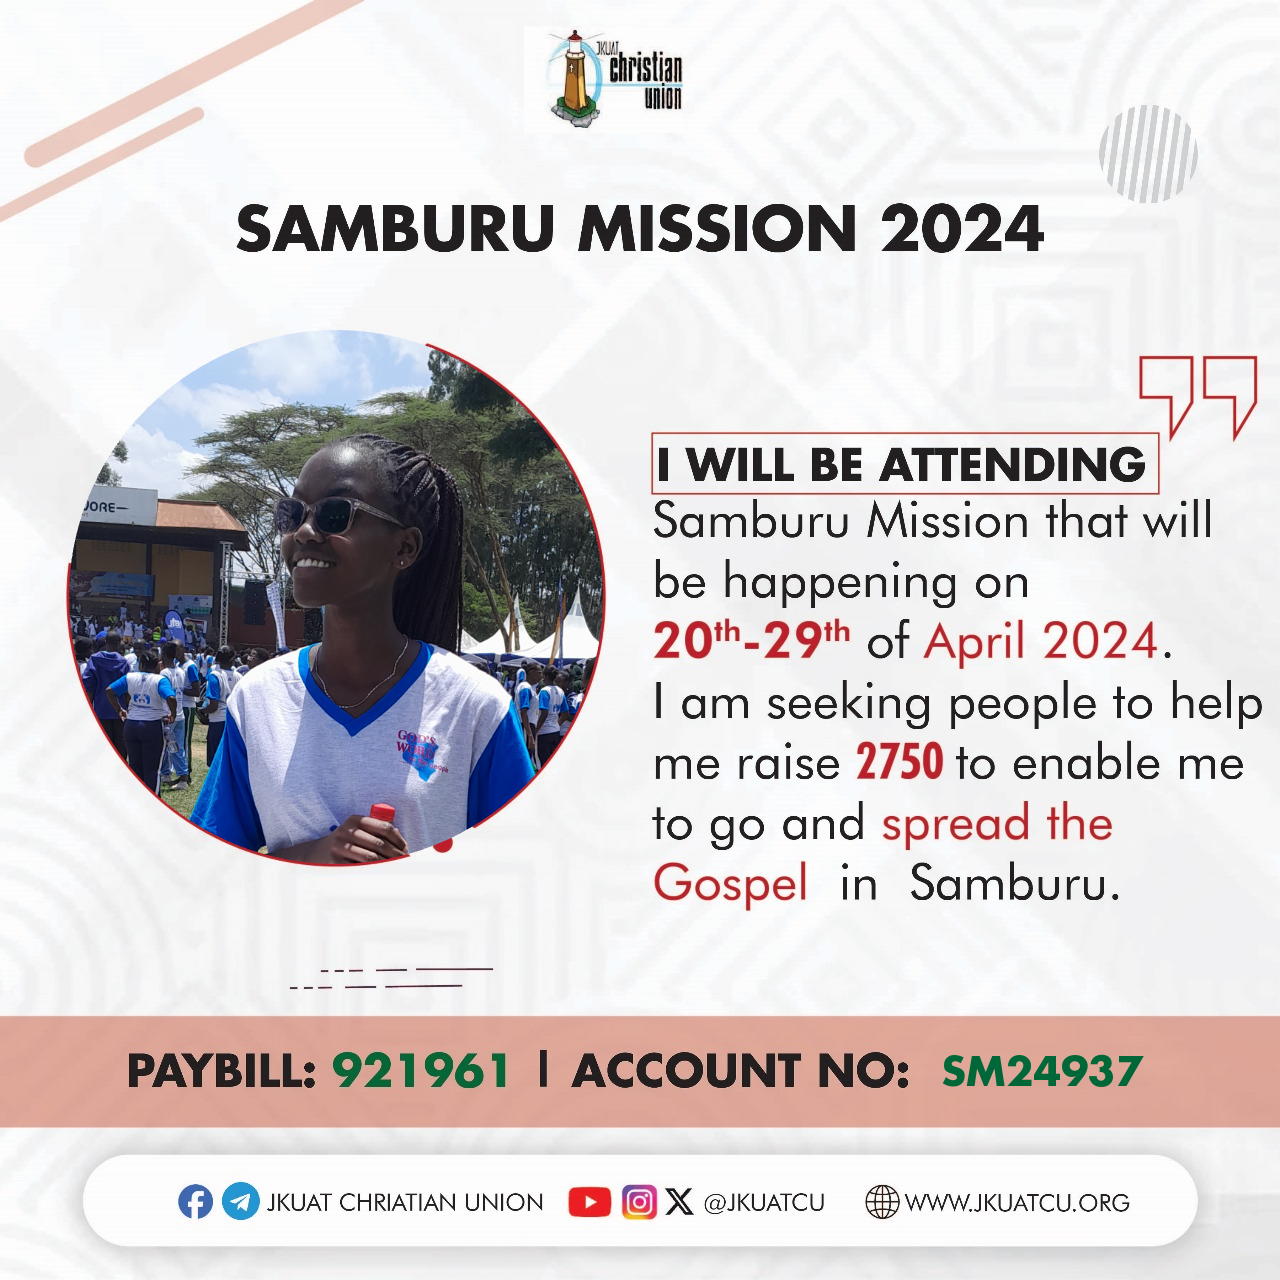 JKUAT
christian
union
SAMBURU MISSION 2024
I WILL BE ATTENDING
Samburu Mission that will
be happening on
20th-29th of April 2024.
I am seeking people to help
me raise 2750 to enable me
to go and spread the
Gospel in Samburu.
GOD'S
PAYBILL: 921961 | ACCOUNT NO: SM24937
JKUAT CHRIATIAN UNION @JKUATCU WWW.JKUATCU.ORG